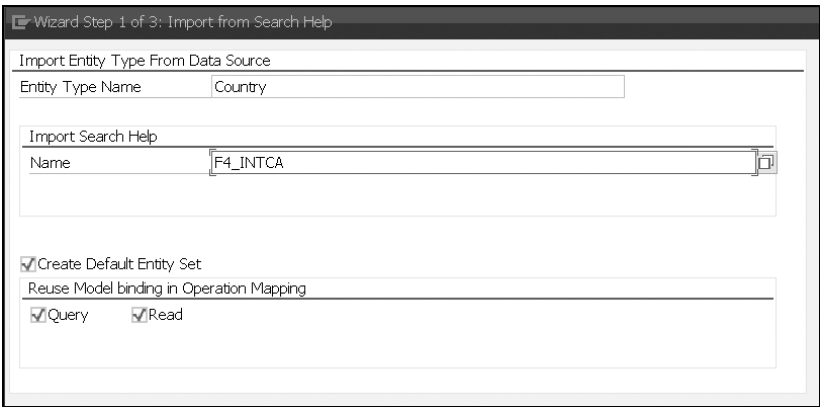 Wizard Step 1 of 3: Import from Search Help
Import Entity Type From Data Source
Entity Type Name Country
Import Search Help
Name F4_INTCA
Create Default Entity Set
Reuse Model binding in Operation Mapping
Query Read